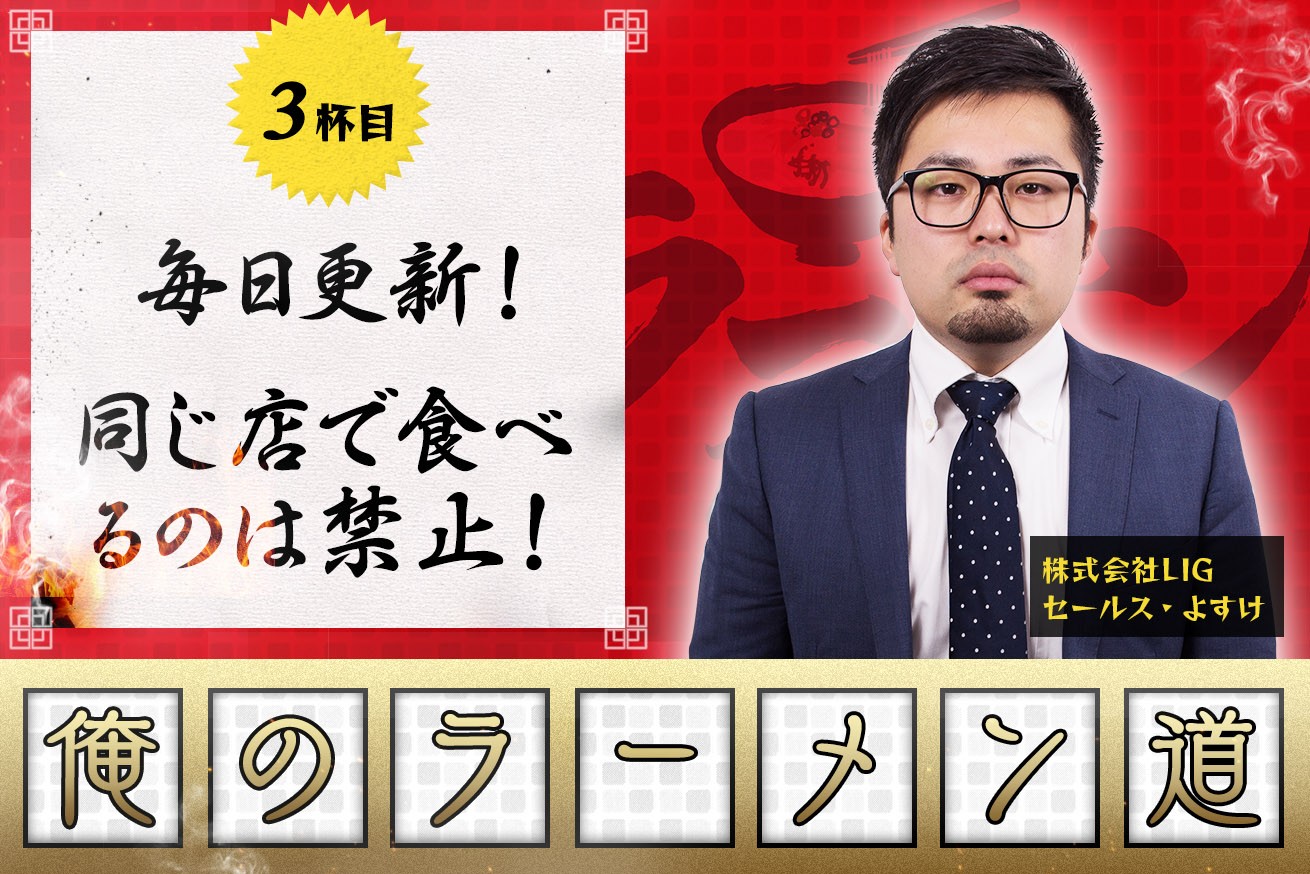 3杯目
毎日更新!
同じ店で食べ
るのは禁止!
株式会社LIG
セールス・よすけ
俺のラーメン道